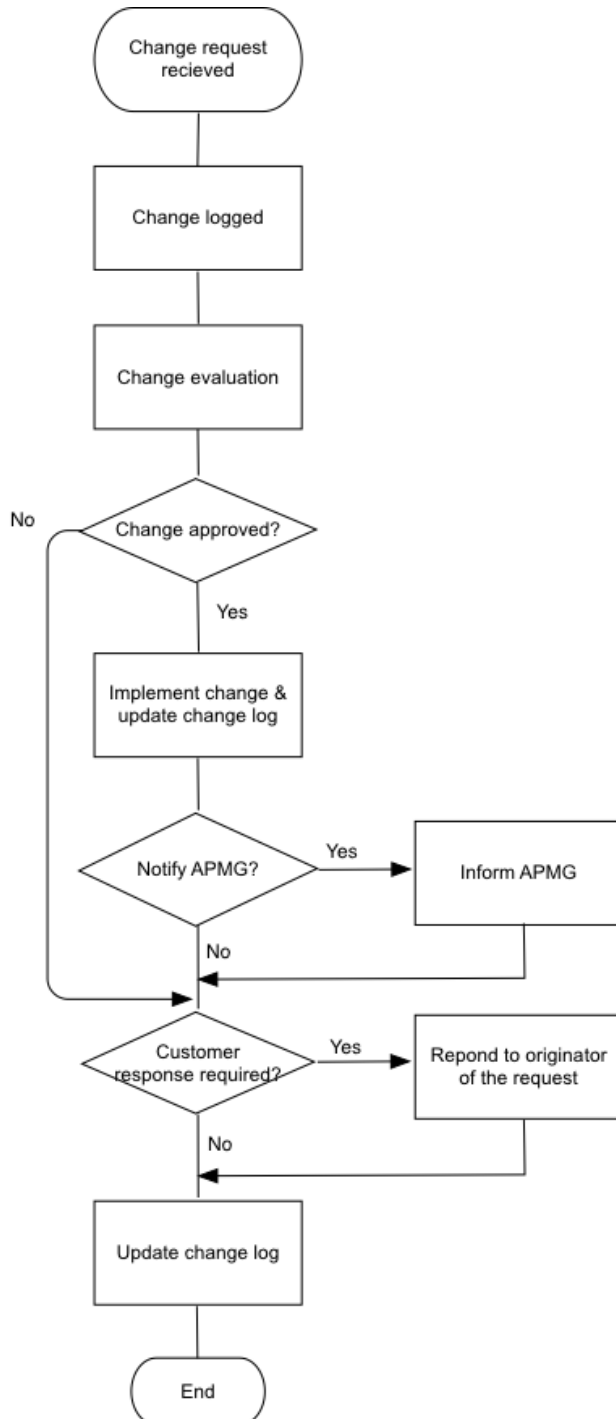 Change request
recieved
Change logged
Change evaluation
No
Change approved?
Yes
Implement change &
update change log
Notify APMG?
Yes
Inform APMG
No
Customer
response required?
Yes
Repond to originator
of the request
No
Update change log
End